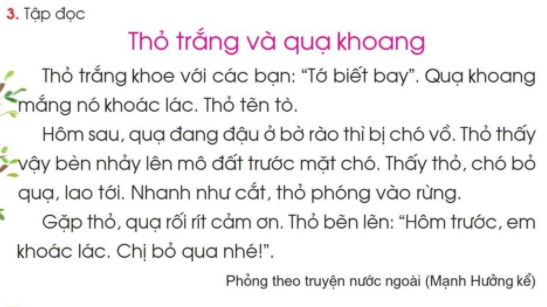 3. Tập đọc
Thỏ trắng và quạ khoang
Thỏ trắng khoe với các bạn: “Tớ biết bay”. Quạ khoang
mắng nó khoác lác. Thỏ tẽn tò.
Hôm sau, quạ đang đậu ở bờ rào thì bị chó vồ. Thỏ thấy
vậy bèn nhảy lên mô đất trước mặt chó. Thấy thỏ, chó bỏ
quạ, lao tới. Nhanh như cắt, thỏ phóng vào rừng.
Gặp thỏ, quạ rối rít cảm ơn. Thỏ bẽn lẽn: “Hôm trước, em
khoác lác. Chị bỏ qua nhé!”.
Phỏng theo truyện nước ngoài (Mạnh Hưởng kể)